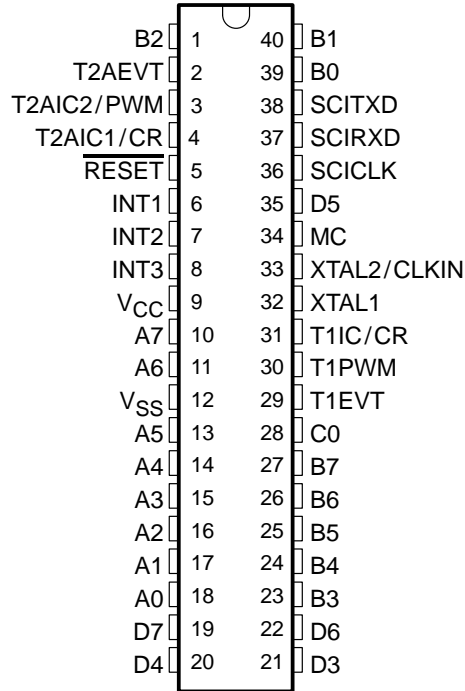 B2 1 40 B1
T2AEVT 2 39 B0
T2AIC2/PWM 3 38 SCITXD
T2AIC1/CR 4 37 SCIRXD
RESET 5 36 SCICLK
INT1 6 35 D5
INT2 7 34 MC
INT3 8 33 XTAL2/CLKIN
VCC 9 32 XTAL1
A7 10 31 T1IC/CR
A6 11 30 T1PWM
VSS 12 29 T1EVT
A5 13 28 C0
A4 14 27 B7
A3 15 26 B6
A2 16 25 B5
A1 17 24 B4
A0 18 23 B3
D7 19 22 D6
D4 20 21 D3